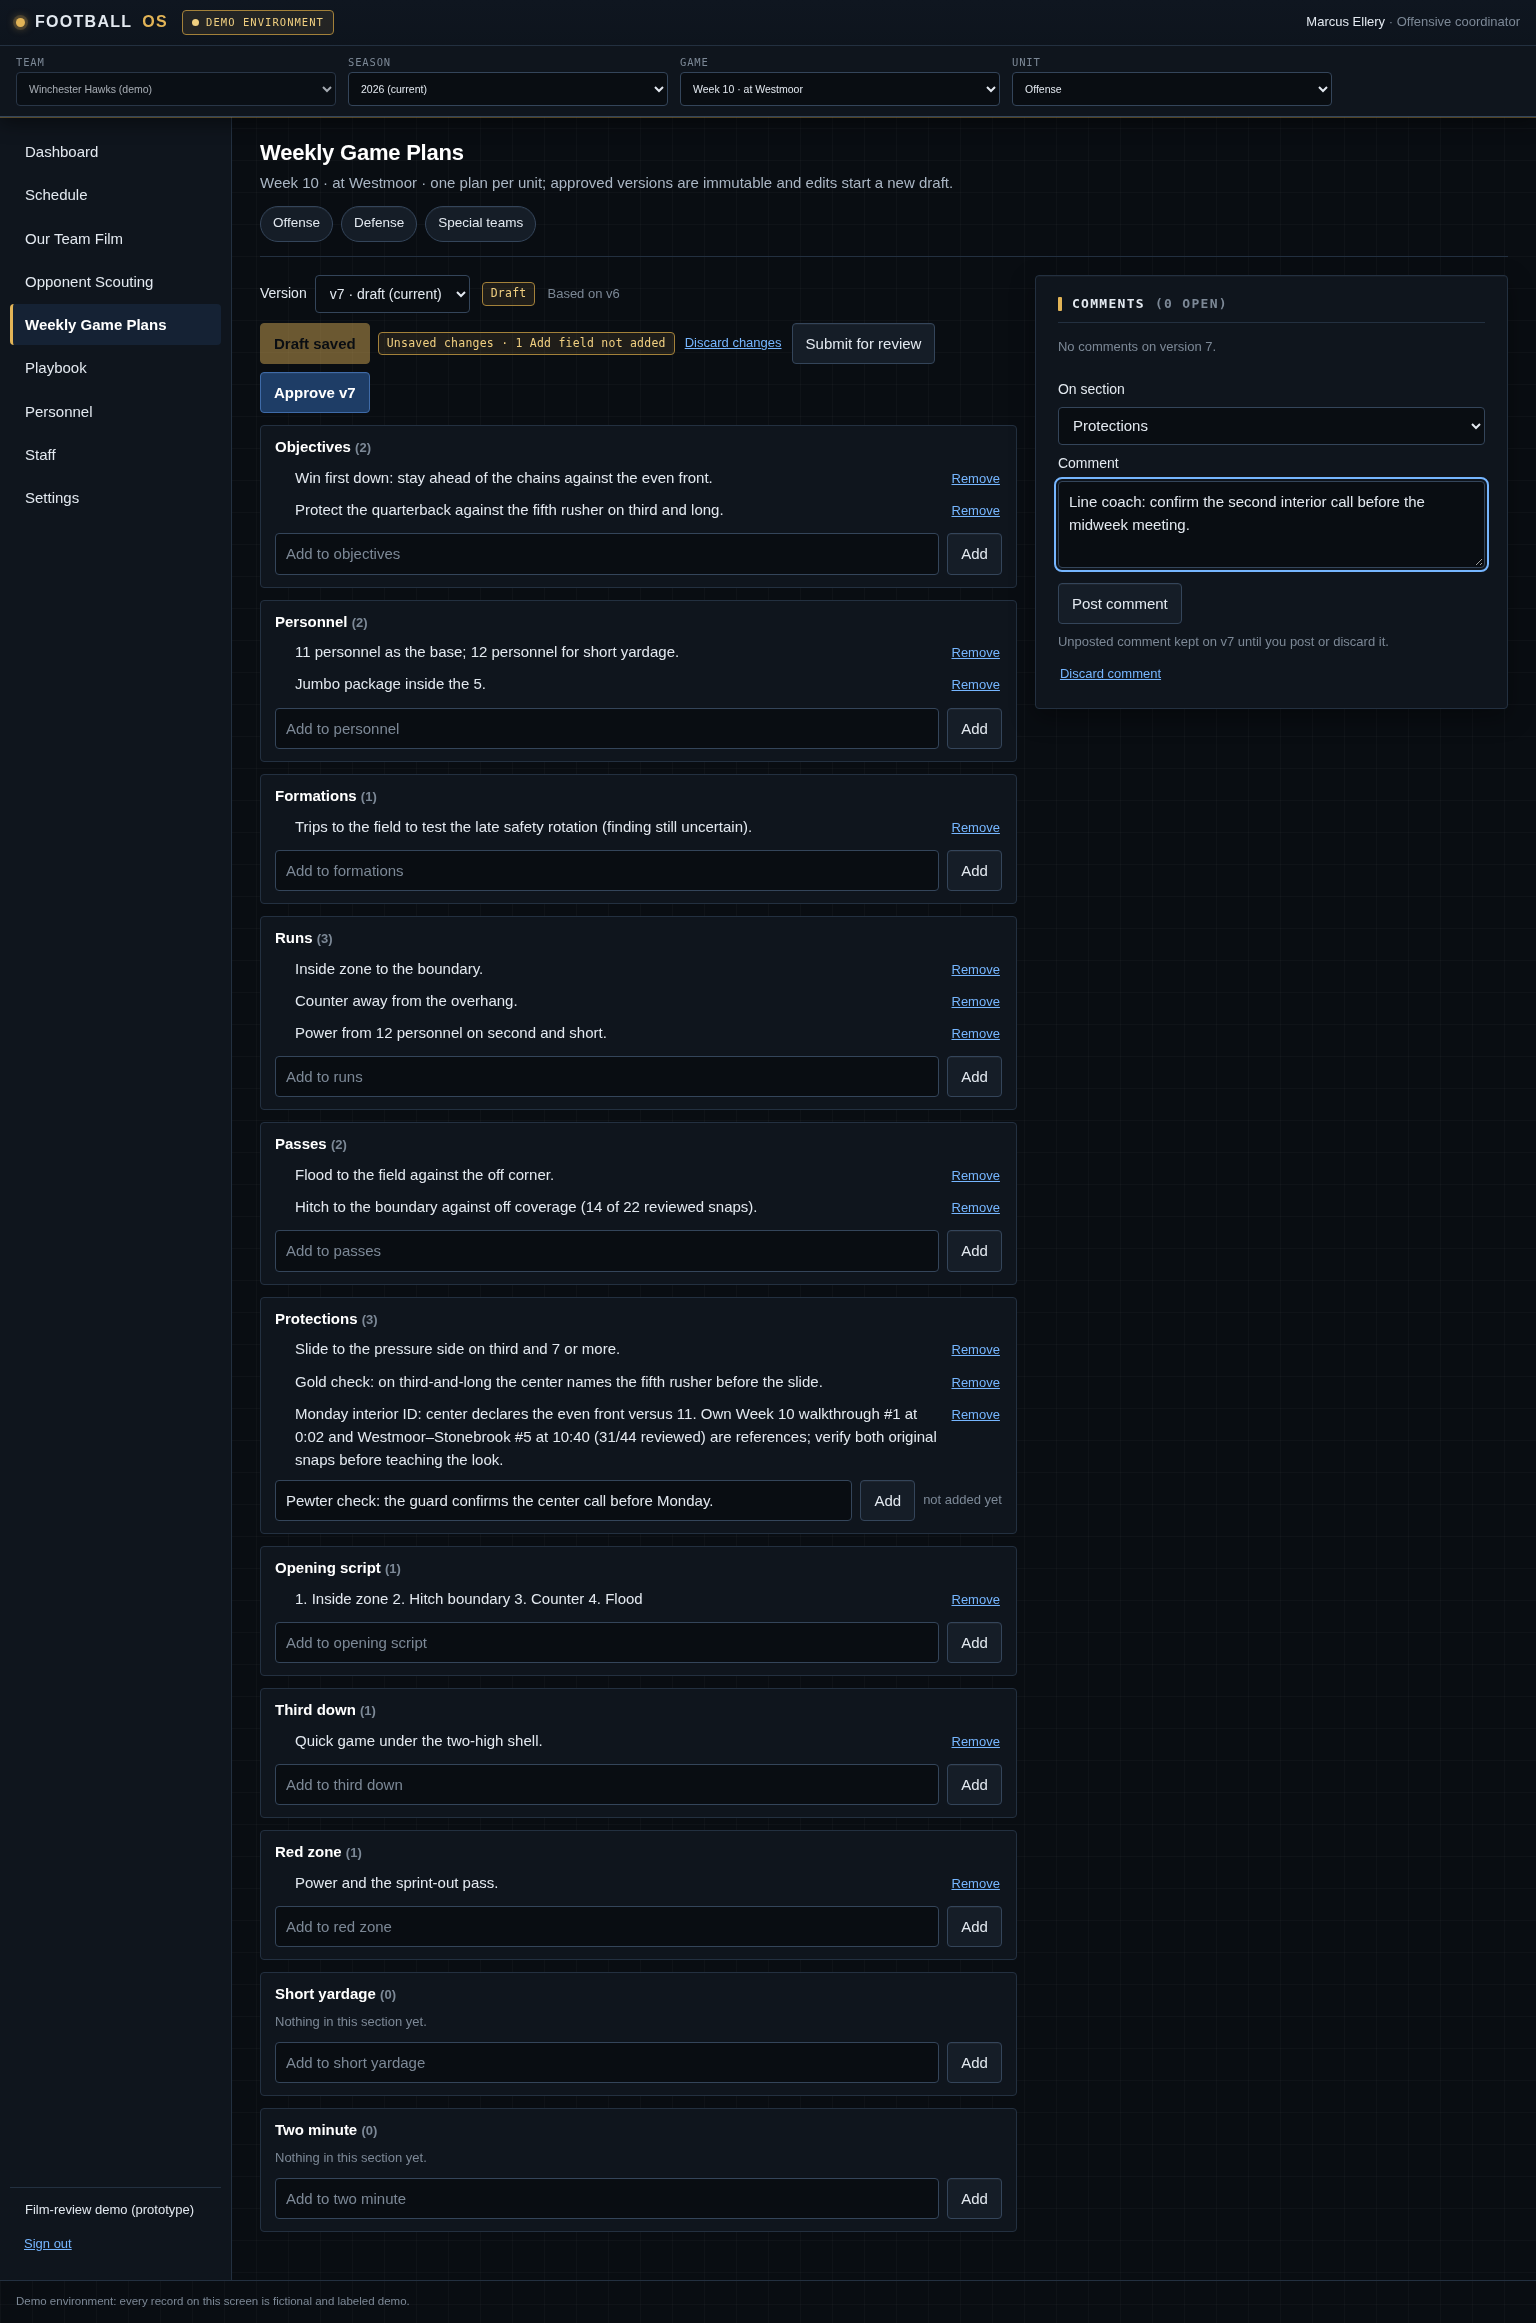 FOOTBALL OS
DEMO ENVIRONMENT
Marcus Ellery · Offensive coordinator
TEAM
SEASON
GAME
UNIT
Winchester Hawks (demo)
2026 (current)
Week 10 · at Westmoor
Offense
Dashboard
Schedule
Our Team Film
Opponent Scouting
Weekly Game Plans
Playbook
Personnel
Staff
Settings
Film-review demo (prototype)
Sign out
Weekly Game Plans
Week 10 · at Westmoor · one plan per unit; approved versions are immutable and edits start a new draft.
Offense
Defense
Special teams
Version
v7 · draft (current)
Draft
Based on v6
Draft saved
Unsaved changes · 1 Add field not added
Discard changes
Submit for review
Approve v7
Objectives (2)
Win first down: stay ahead of the chains against the even front.
Remove
Protect the quarterback against the fifth rusher on third and long.
Remove
Add to objectives
Add
Personnel (2)
11 personnel as the base; 12 personnel for short yardage.
Remove
Jumbo package inside the 5.
Remove
Add to personnel
Add
Formations (1)
Trips to the field to test the late safety rotation (finding still uncertain).
Remove
Add to formations
Add
Runs (3)
Inside zone to the boundary.
Remove
Counter away from the overhang.
Remove
Power from 12 personnel on second and short.
Remove
Add to runs
Add
Passes (2)
Flood to the field against the off corner.
Remove
Hitch to the boundary against off coverage (14 of 22 reviewed snaps).
Remove
Add to passes
Add
Protections (3)
Slide to the pressure side on third and 7 or more.
Remove
Gold check: on third-and-long the center names the fifth rusher before the slide.
Remove
Monday interior ID: center declares the even front versus 11. Own Week 10 walkthrough #1 at
0:02 and Westmoor–Stonebrook #5 at 10:40 (31/44 reviewed) are references; verify both original
snaps before teaching the look.
Remove
Pewter check: the guard confirms the center call before Monday.
Add
not added yet
Opening script (1)
1. Inside zone 2. Hitch boundary 3. Counter 4. Flood
Remove
Add to opening script
Add
Third down (1)
Quick game under the two-high shell.
Remove
Add to third down
Add
Red zone (1)
Power and the sprint-out pass.
Remove
Add to red zone
Add
Short yardage (0)
Nothing in this section yet.
Add to short yardage
Add
Two minute (0)
Nothing in this section yet.
Add to two minute
Add
COMMENTS (0 OPEN)
No comments on version 7.
On section
Protections
Comment
Line coach: confirm the second interior call before the
midweek meeting.
Post comment
Unposted comment kept on v7 until you post or discard it.
Discard comment
Demo environment: every record on this screen is fictional and labeled demo.